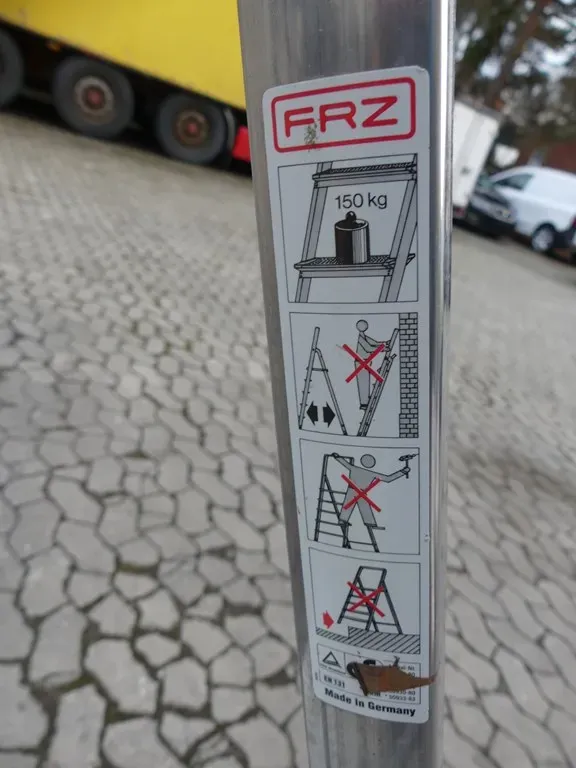 FRZ
150 kg
EN 131
Made in Germany